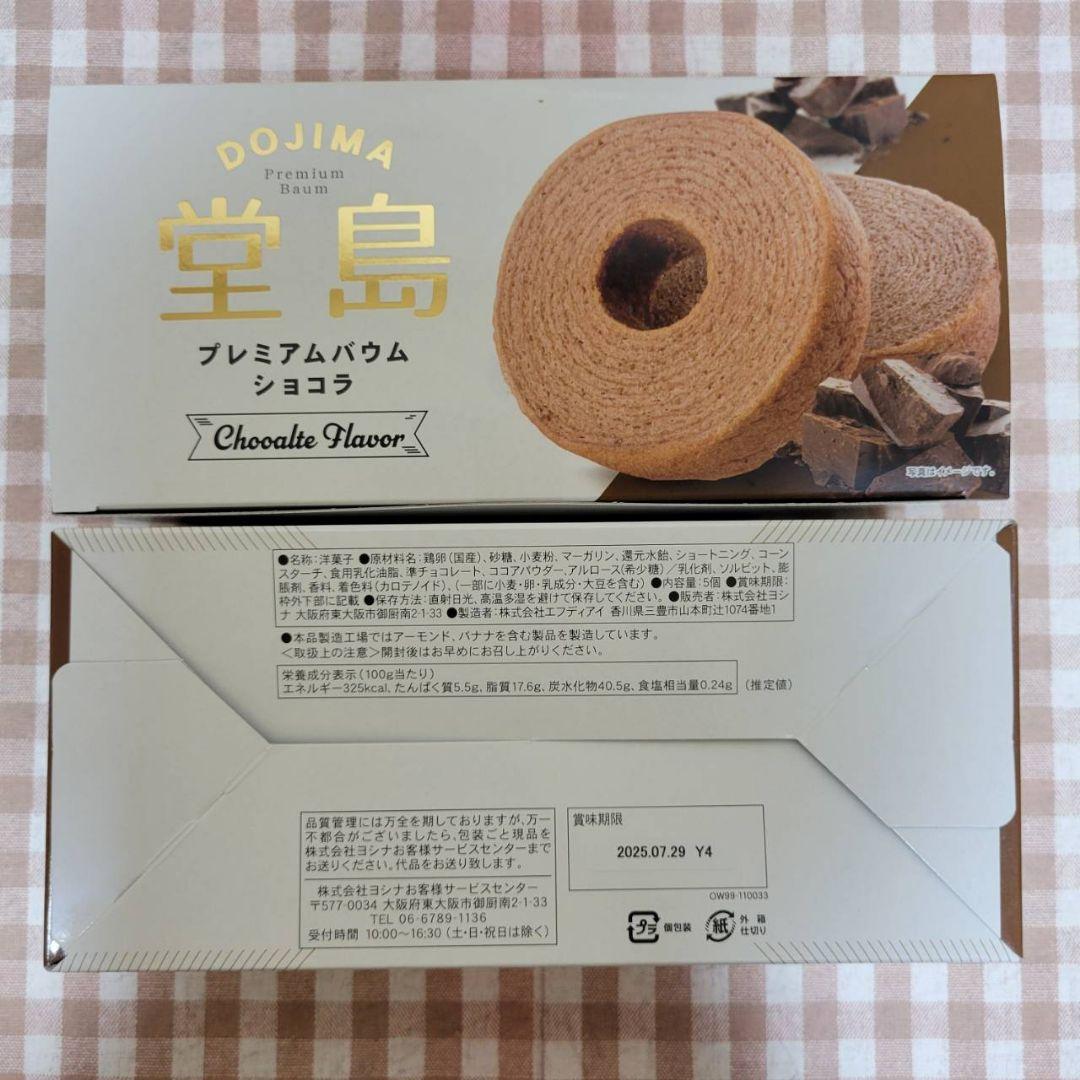 DOJIMA
Premium
Baum
堂島
プレミアムバウム
ショコラ
Chooalte Flavor
写真はイメージです。
●名称:洋菓子 ●原材料名:鶏卵(国産)、砂糖、小麦粉、マーガリン、還元水飴、ショートニング、コーン
スターチ、食用乳化油脂、準チョコレート、ココアパウダー、アルロース(希少糖)／乳化剤、ソルビット、膨
脹剤、香料、着色料(カロテノイド)、(一部に小麦・卵・乳成分・大豆を含む) ●内容量:5個 ●賞味期限:
枠外下部に記載 ●保存方法:直射日光、高温多湿を避けて保存してください。 ●販売者:株式会社ヨシ
ナ 大阪府東大阪市御厨南2-1-33 ●製造者:株式会社エフディアイ 香川県三豊市山本町辻1074番地1
●本品製造工場ではアーモンド、バナナを含む製品を製造しています。
＜取扱上の注意＞開封後はお早めにお召し上がりください。
栄養成分表示(100g当たり)
エネルギー325kcal、たんぱく質5.5g、脂質17.6g、炭水化物40.5g、食塩相当量0.24g (推定値)
品質管理には万全を期しておりますが、万一
不都合がございましたら、包装ごと現品を
株式会社ヨシナお客様サービスセンターまで
お送りください。代品をお送り致します。
株式会社ヨシナお客様サービスセンター
〒577-0034 大阪府東大阪市御厨南2-1-33
TEL 06-6789-1136
受付時間 10:00～16:30 (土・日・祝日は除く)
賞味期限
2025.07.29 Y4
OW99-110033
プラ 個包装 紙 外箱
仕切り